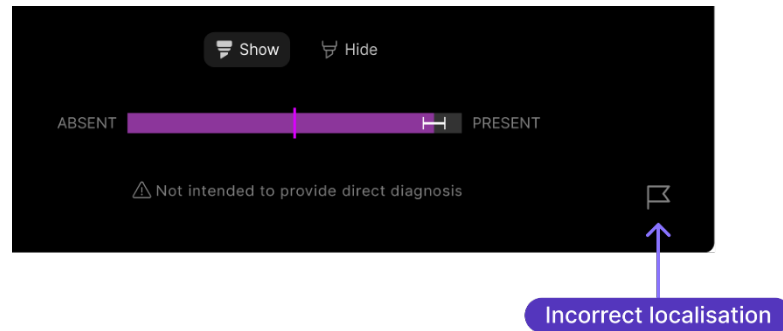 Show Hide
ABSENT PRESENT
Not intended to provide direct diagnosis
Incorrect localisation